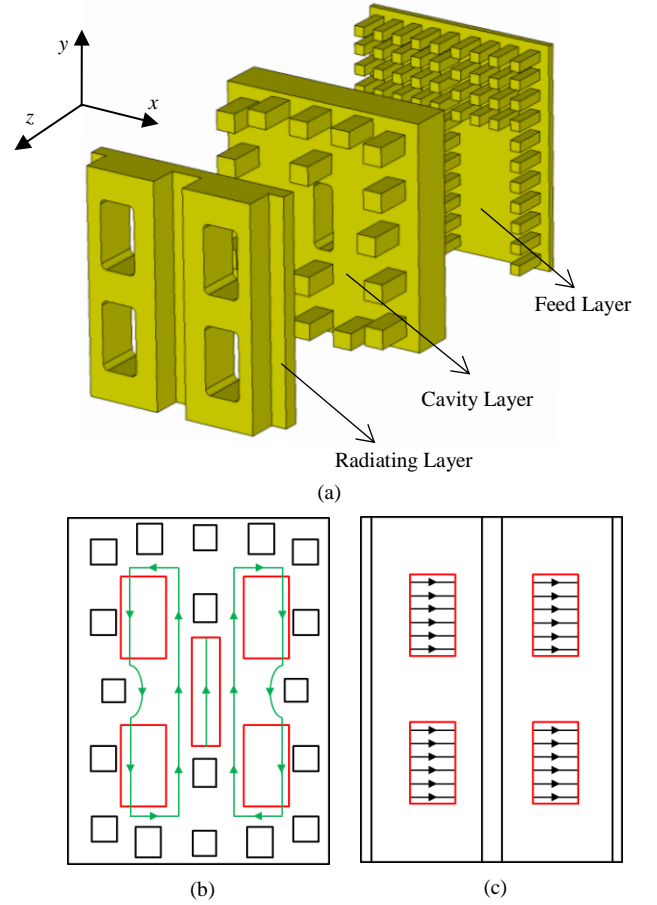 y
x
z
Feed Layer
Cavity Layer
Radiating Layer
(a)
(b)
(c)